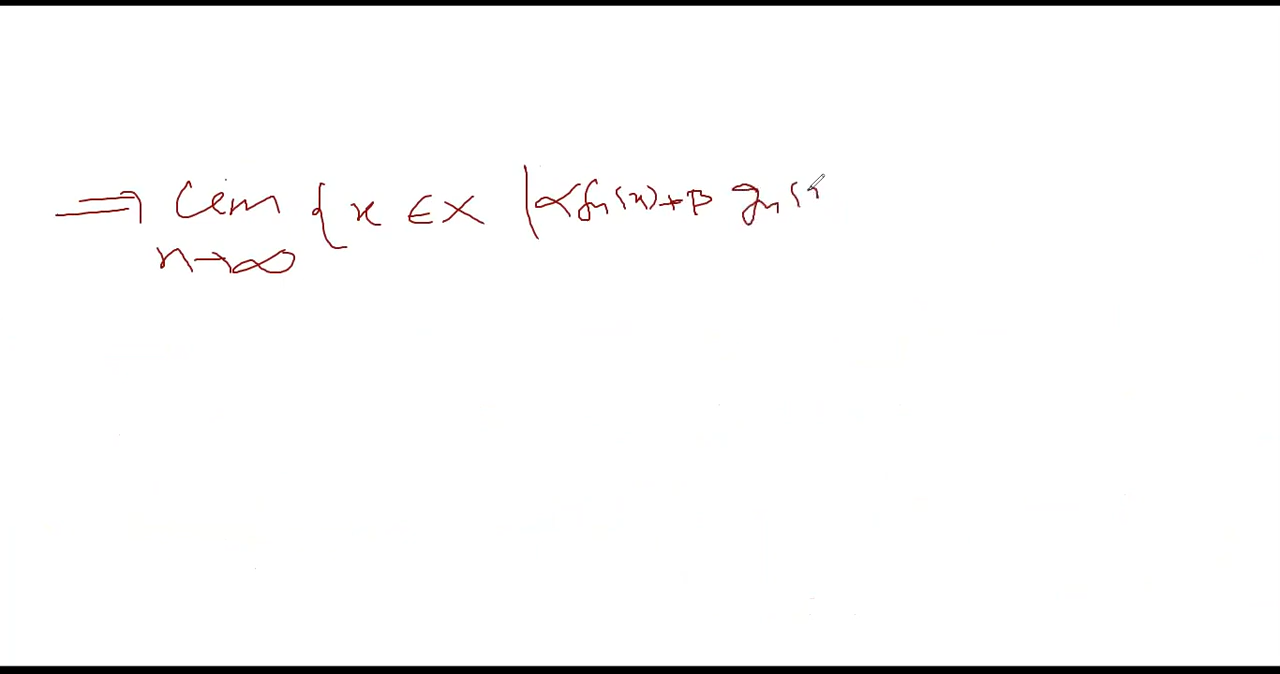 ⇒ lim { x ∈ X | αfn(x) + β gn(x
n→∞